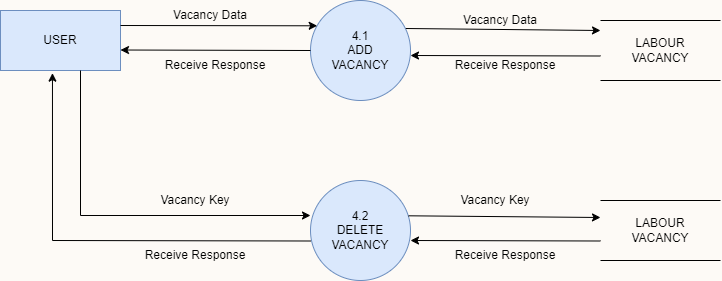 Vacancy Data
Vacancy Data
USER
4.1
ADD
VACANCY
LABOUR
VACANCY
Receive Response
Receive Response
Vacancy Key
Vacancy Key
4.2
DELETE
VACANCY
LABOUR
VACANCY
Receive Response
Receive Response